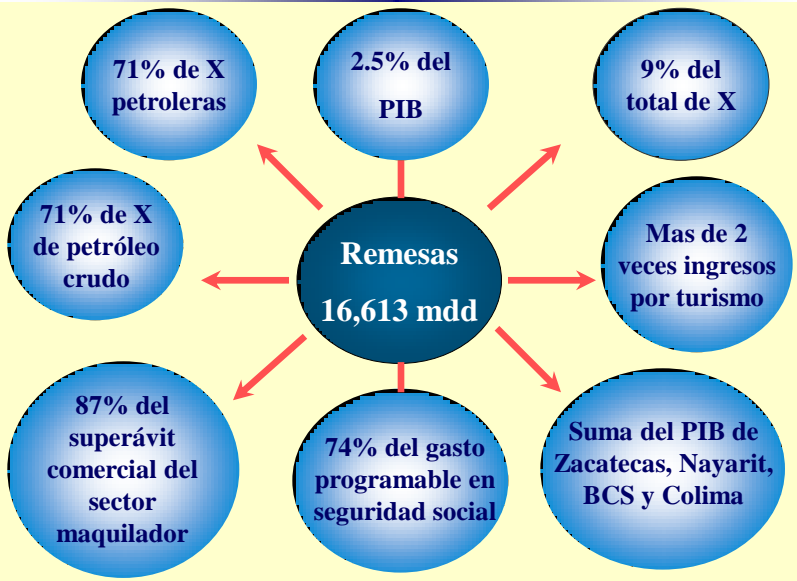 71% de X
petroleras
2.5% del
PIB
9% del
total de X
71% de X
de petróleo
crudo
Remesas
16,613 mdd
Mas de 2
veces ingresos
por turismo
87% del
superávit
comercial del
sector
maquilador
74% del gasto
programable en
seguridad social
Suma del PIB de
Zacatecas, Nayarit,
BCS y Colima